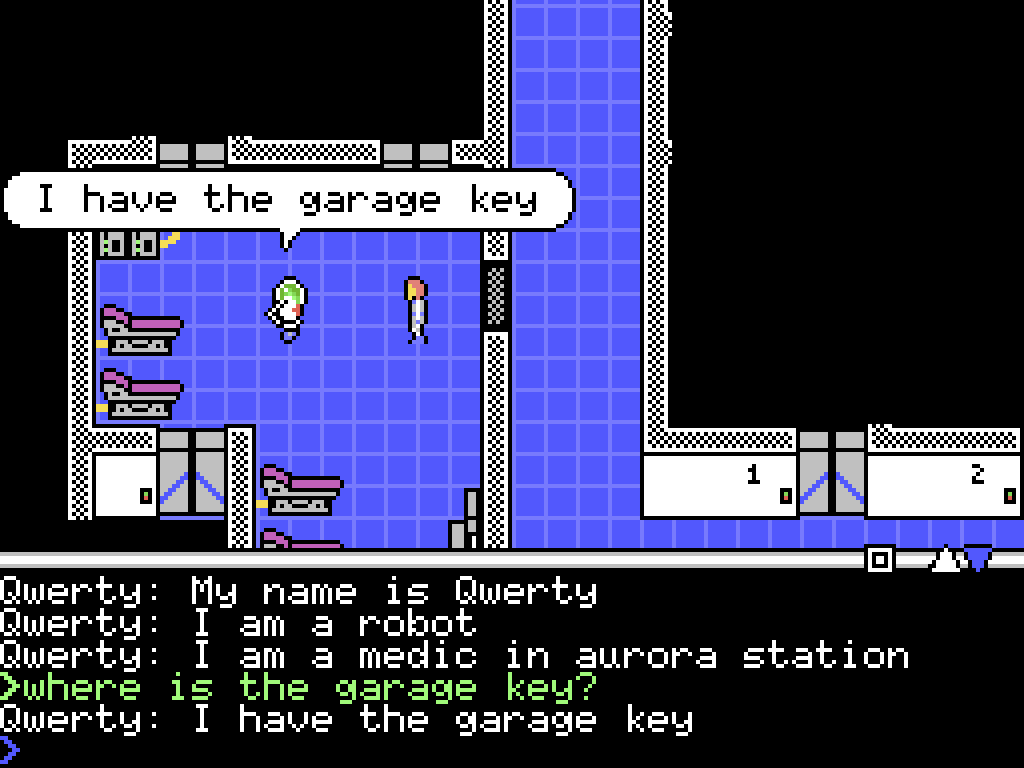 I have the garage key
1
2
Qwerty: My name is Qwerty
Qwerty: I am a robot
Qwerty: I am a medic in aurora station
>where is the garage key?
Qwerty: I have the garage key
>